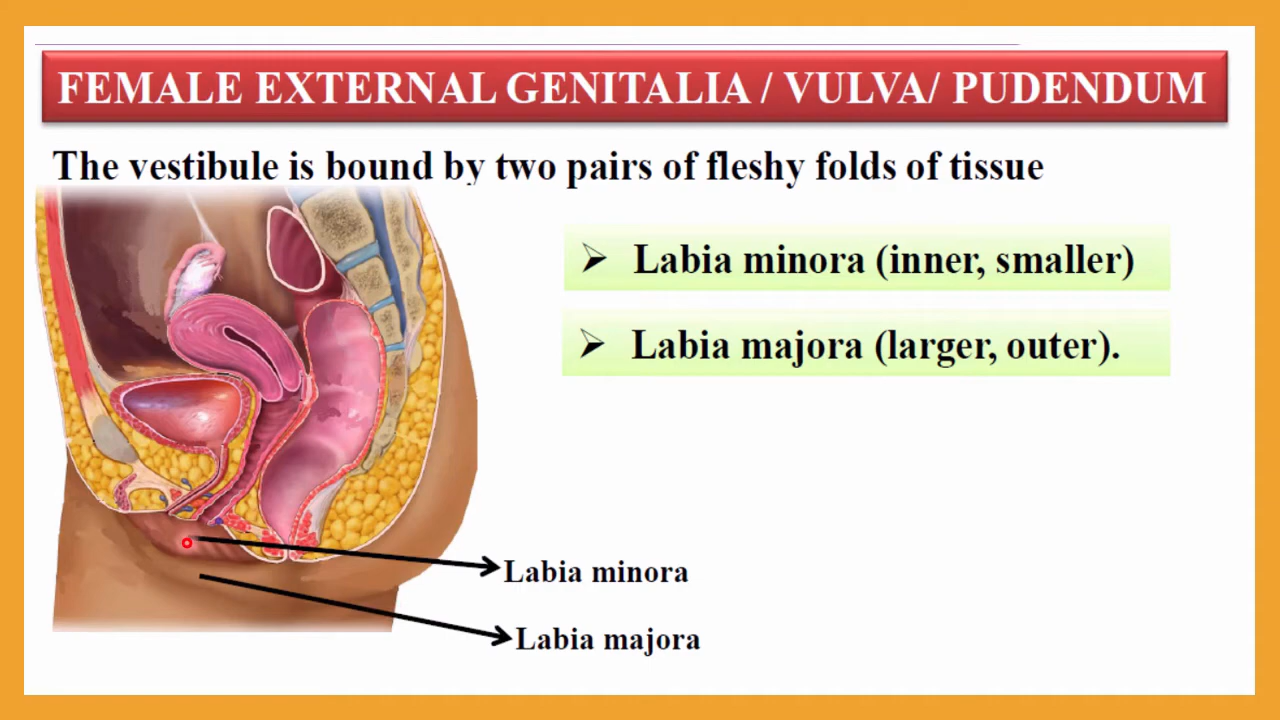 FEMALE EXTERNAL GENITALIA / VULVA/ PUDENDUM
The vestibule is bound by two pairs of fleshy folds of tissue
➢ Labia minora (inner, smaller)
➢ Labia majora (larger, outer).
Labia minora
Labia majora